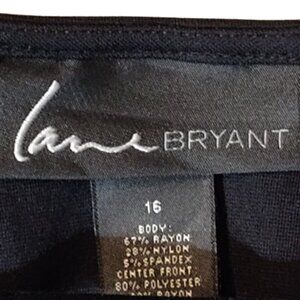 Lane BRYANT
16
BODY:
67% RAYON
28% NYLON
5% SPANDEX
CENTER FRONT:
80% POLYESTER